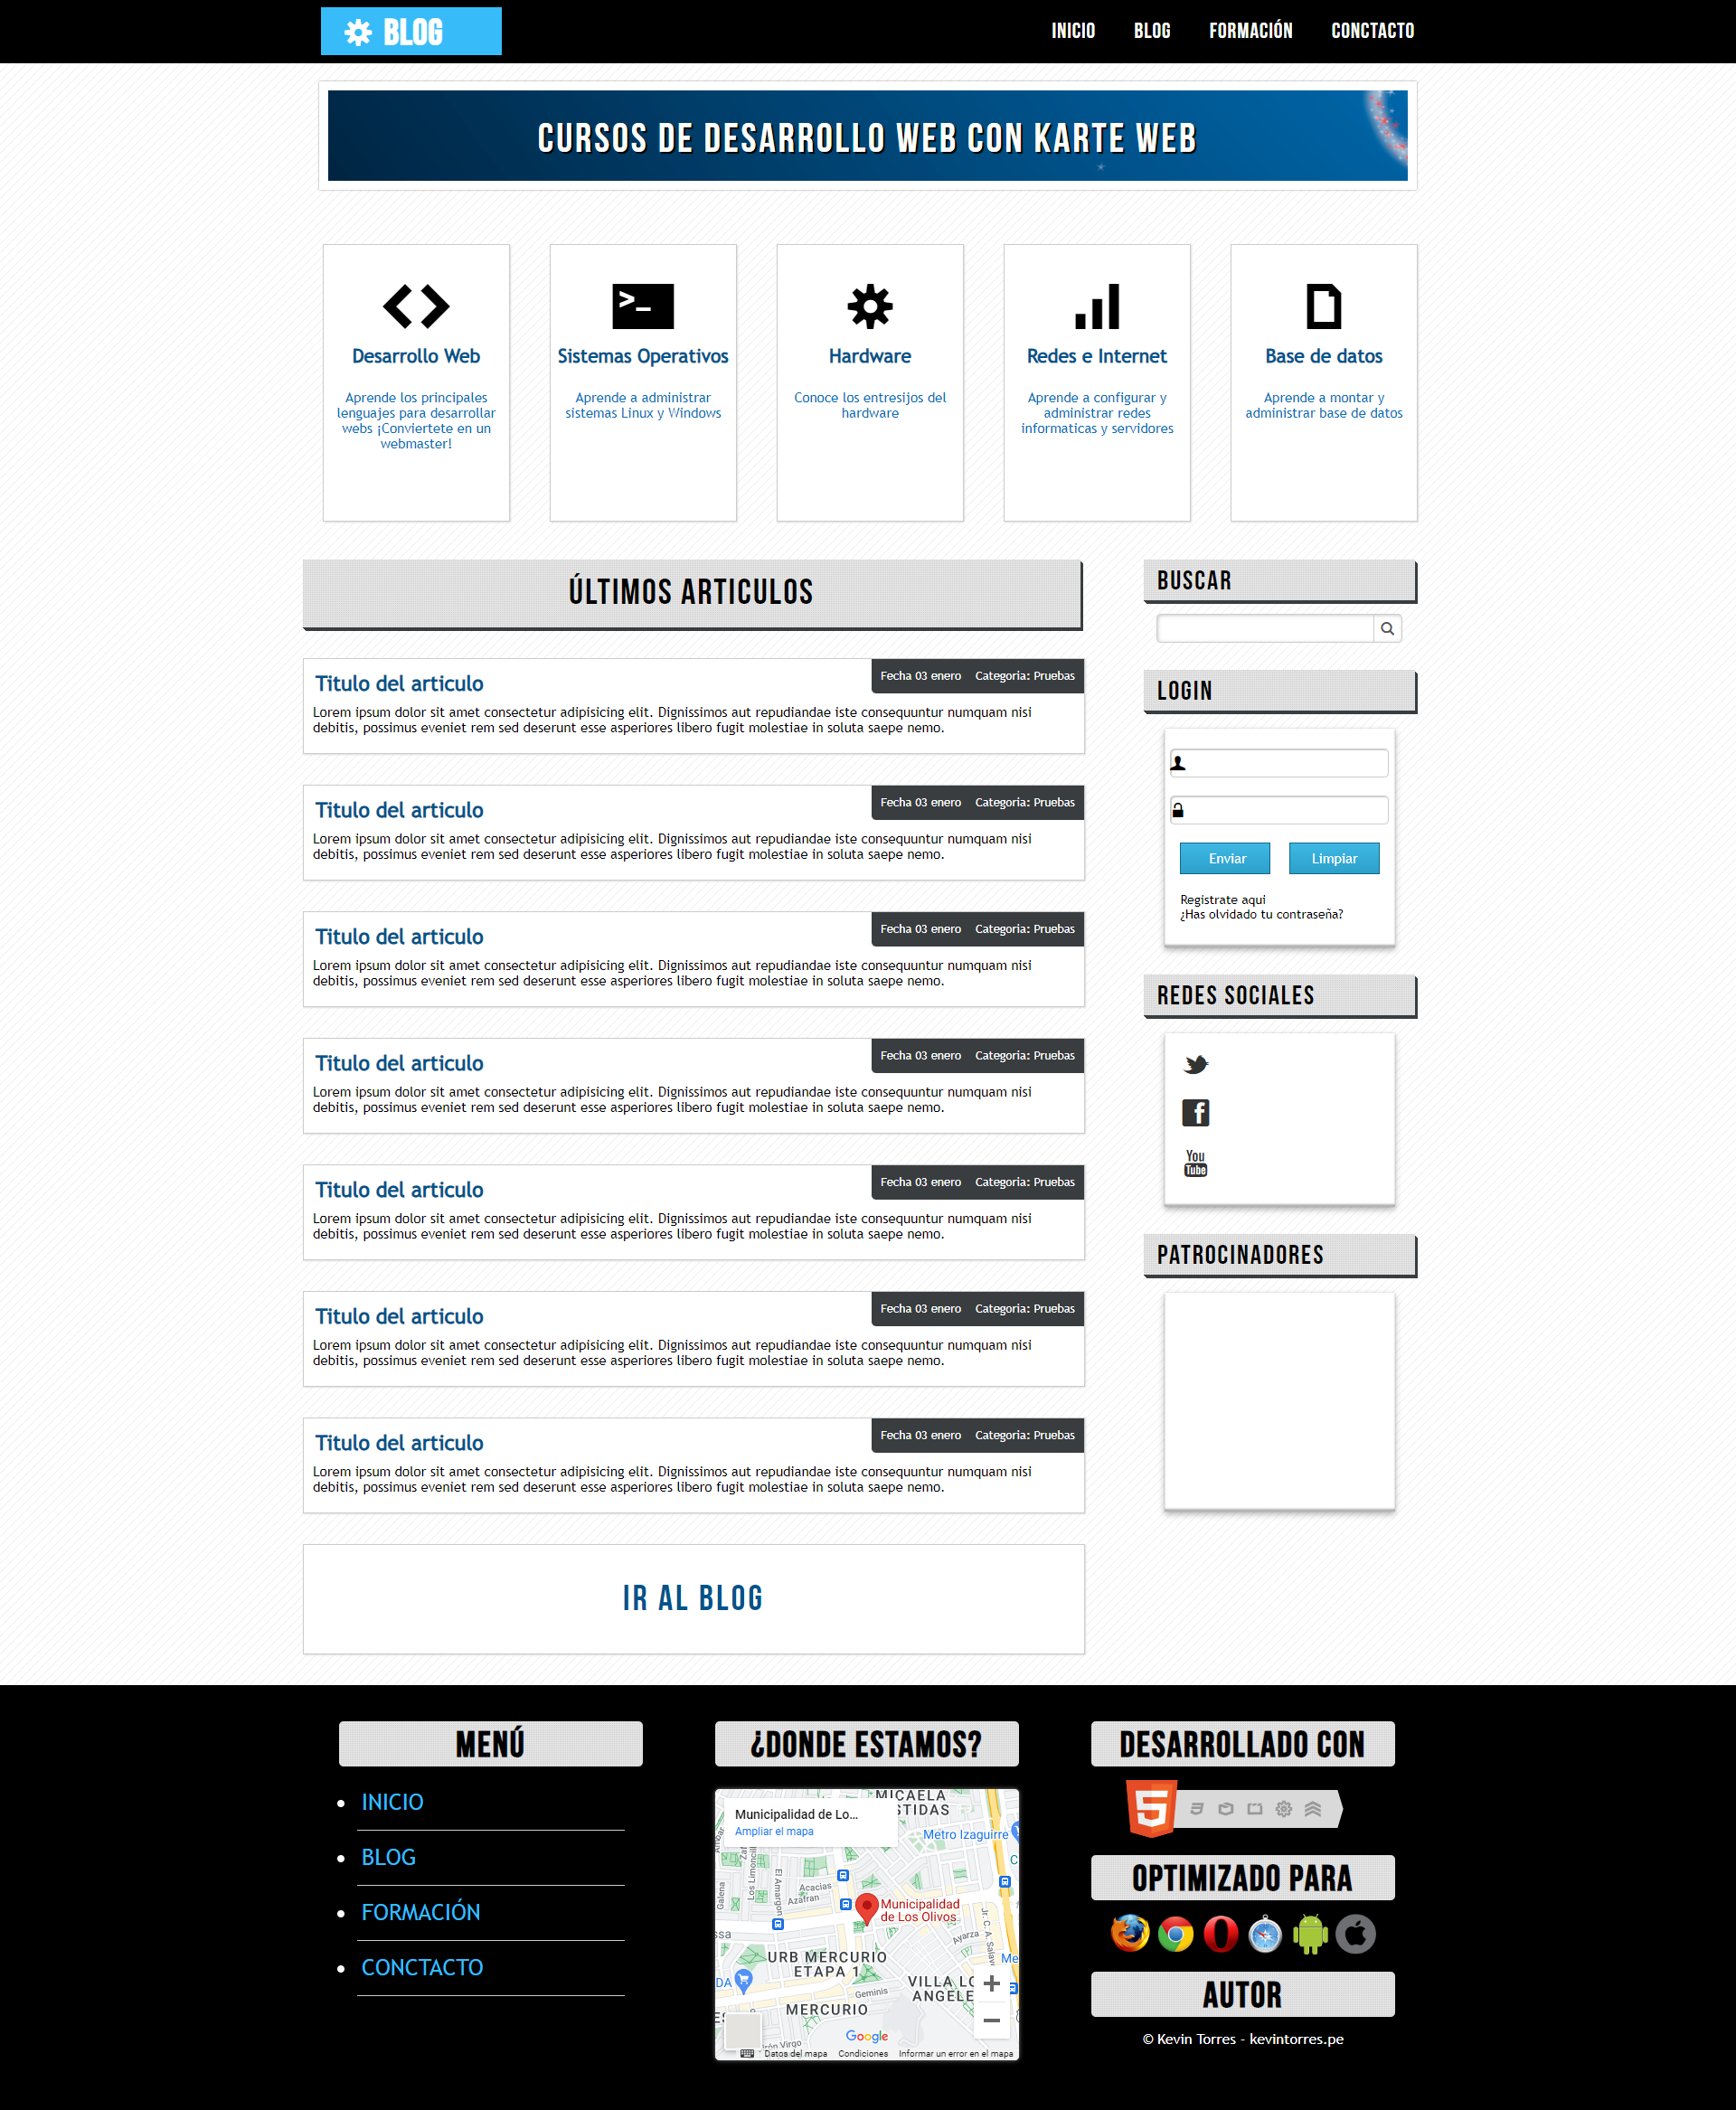 BLOG
INICIO BLOG FORMACIÓN CONCTACTO
CURSOS DE DESARROLLO WEB CON KARTE WEB
>_
Desarrollo Web
Aprende los principales
lenguajes para desarrollar
webs ¡Conviertete en un
webmaster!
Sistemas Operativos
Aprende a administrar
sistemas Linux y Windows
Hardware
Conoce los entresijos del
hardware
Redes e Internet
Aprende a configurar y
administrar redes
informaticas y servidores
Base de datos
Aprende a montar y
administrar base de datos
ÚLTIMOS ARTICULOS
Titulo del articulo
Fecha 03 enero Categoria: Pruebas
Lorem ipsum dolor sit amet consectetur adipisicing elit. Dignissimos aut repudiandae iste consequuntur numquam nisi
debitis, possimus eveniet rem sed deserunt esse asperiores libero fugit molestiae in soluta saepe nemo.
Titulo del articulo
Fecha 03 enero Categoria: Pruebas
Lorem ipsum dolor sit amet consectetur adipisicing elit. Dignissimos aut repudiandae iste consequuntur numquam nisi
debitis, possimus eveniet rem sed deserunt esse asperiores libero fugit molestiae in soluta saepe nemo.
Titulo del articulo
Fecha 03 enero Categoria: Pruebas
Lorem ipsum dolor sit amet consectetur adipisicing elit. Dignissimos aut repudiandae iste consequuntur numquam nisi
debitis, possimus eveniet rem sed deserunt esse asperiores libero fugit molestiae in soluta saepe nemo.
Titulo del articulo
Fecha 03 enero Categoria: Pruebas
Lorem ipsum dolor sit amet consectetur adipisicing elit. Dignissimos aut repudiandae iste consequuntur numquam nisi
debitis, possimus eveniet rem sed deserunt esse asperiores libero fugit molestiae in soluta saepe nemo.
Titulo del articulo
Fecha 03 enero Categoria: Pruebas
Lorem ipsum dolor sit amet consectetur adipisicing elit. Dignissimos aut repudiandae iste consequuntur numquam nisi
debitis, possimus eveniet rem sed deserunt esse asperiores libero fugit molestiae in soluta saepe nemo.
Titulo del articulo
Fecha 03 enero Categoria: Pruebas
Lorem ipsum dolor sit amet consectetur adipisicing elit. Dignissimos aut repudiandae iste consequuntur numquam nisi
debitis, possimus eveniet rem sed deserunt esse asperiores libero fugit molestiae in soluta saepe nemo.
Titulo del articulo
Fecha 03 enero Categoria: Pruebas
Lorem ipsum dolor sit amet consectetur adipisicing elit. Dignissimos aut repudiandae iste consequuntur numquam nisi
debitis, possimus eveniet rem sed deserunt esse asperiores libero fugit molestiae in soluta saepe nemo.
IR AL BLOG
BUSCAR
LOGIN
Enviar Limpiar
Registrate aqui
¿Has olvidado tu contraseña?
REDES SOCIALES
f
You
Tube
PATROCINADORES
MENÚ
INICIO
BLOG
FORMACIÓN
CONCTACTO
¿DONDE ESTAMOS?
MICAELA
STIDAS
Municipalidad de Lo...
Ampliar el mapa
Metro Izaguirre
C
Los Limoncill
Galena
El Amargon
Acacias
Azafran
Municipalidad
de Los Olivos
Jr. C. A. Salav
ssa
Ayarza
URB MERCURIO
ETAPA 1
Me
DA
VILLA LO
ANGELE
Geminis
MERCURIO
ES
Google
irón Virgo
Datos del mapa Condiciones Informar un error en el mapa
DESARROLLADO CON
5
OPTIMIZADO PARA
AUTOR
© Kevin Torres - kevintorres.pe